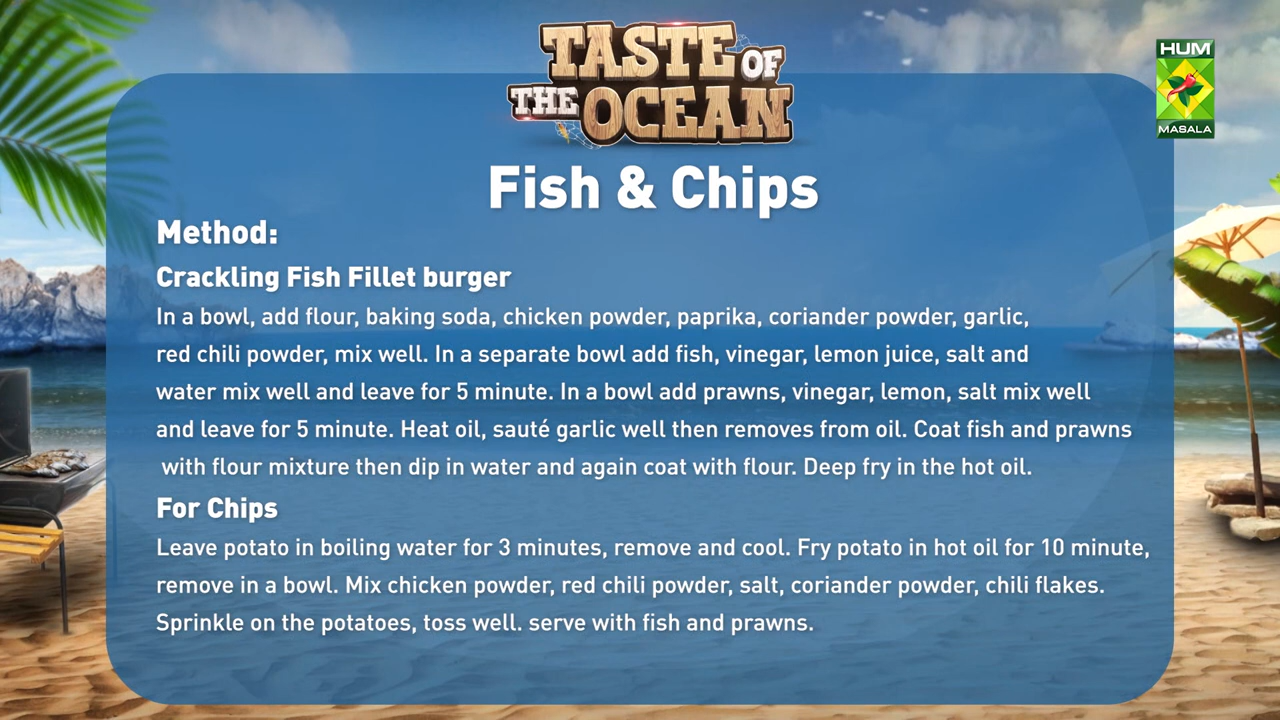 TASTE OF
THE OCEAN
HUM
MASALA
Fish & Chips
Method:
Crackling Fish Fillet burger
In a bowl, add flour, baking soda, chicken powder, paprika, coriander powder, garlic,
red chili powder, mix well. In a separate bowl add fish, vinegar, lemon juice, salt and
water mix well and leave for 5 minute. In a bowl add prawns, vinegar, lemon, salt mix well
and leave for 5 minute. Heat oil, sauté garlic well then removes from oil. Coat fish and prawns
with flour mixture then dip in water and again coat with flour. Deep fry in the hot oil.
For Chips
Leave potato in boiling water for 3 minutes, remove and cool. Fry potato in hot oil for 10 minute,
remove in a bowl. Mix chicken powder, red chili powder, salt, coriander powder, chili flakes.
Sprinkle on the potatoes, toss well. serve with fish and prawns.